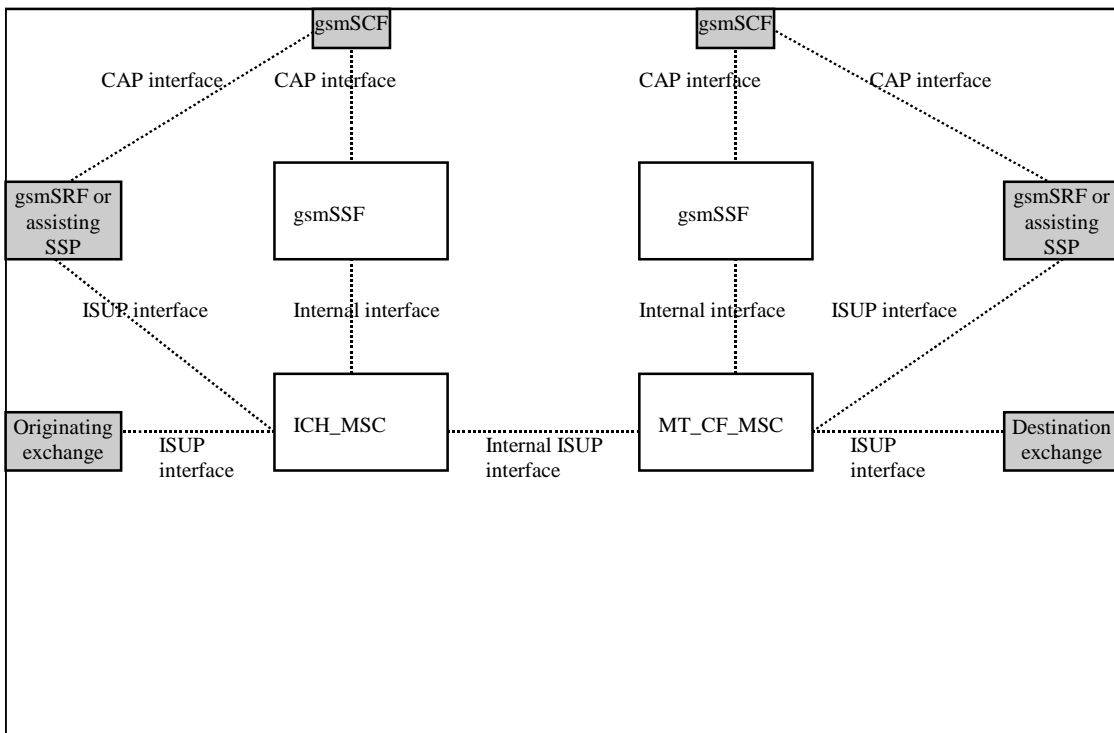 gsmSCF
gsmSCF
CAP interface
CAP interface
CAP interface
CAP interface
gsmSRF or
assisting
SSP
gsmSSF
gsmSSF
gsmSRF or
assisting
SSP
ISUP interface
Internal interface
Internal interface
ISUP interface
Originating
exchange
ISUP
interface
ICH_MSC
Internal ISUP
interface
MT_CF_MSC
ISUP
interface
Destination
exchange